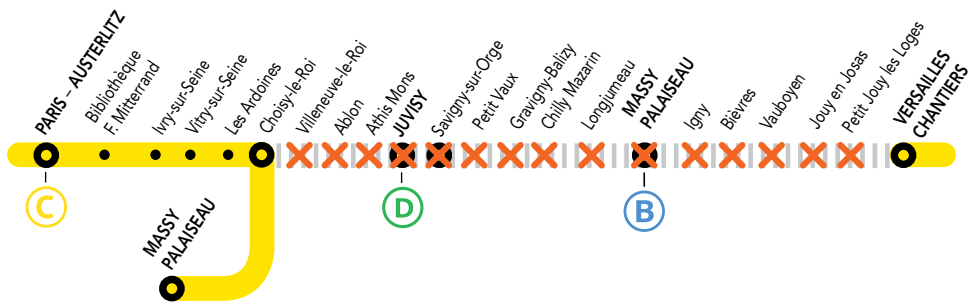 PARIS – AUSTERLITZ
Bibliothèque
F. Mitterrand
Ivry-sur-Seine
Vitry-sur-Seine
Les Ardoines
Choisy-le-Roi
Villeneuve-le-Roi
Ablon
Athis Mons
JUVISY
Savigny-sur-Orge
Petit Vaux
Gravigny-Balizy
Chilly Mazarin
Longjumeau
MASSY
PALAISEAU
Igny
Bièvres
Vauboyen
Jouy en Josas
Petit Jouy les Loges
VERSAILLES
CHANTIERS
C
D
B
MASSY
PALAISEAU